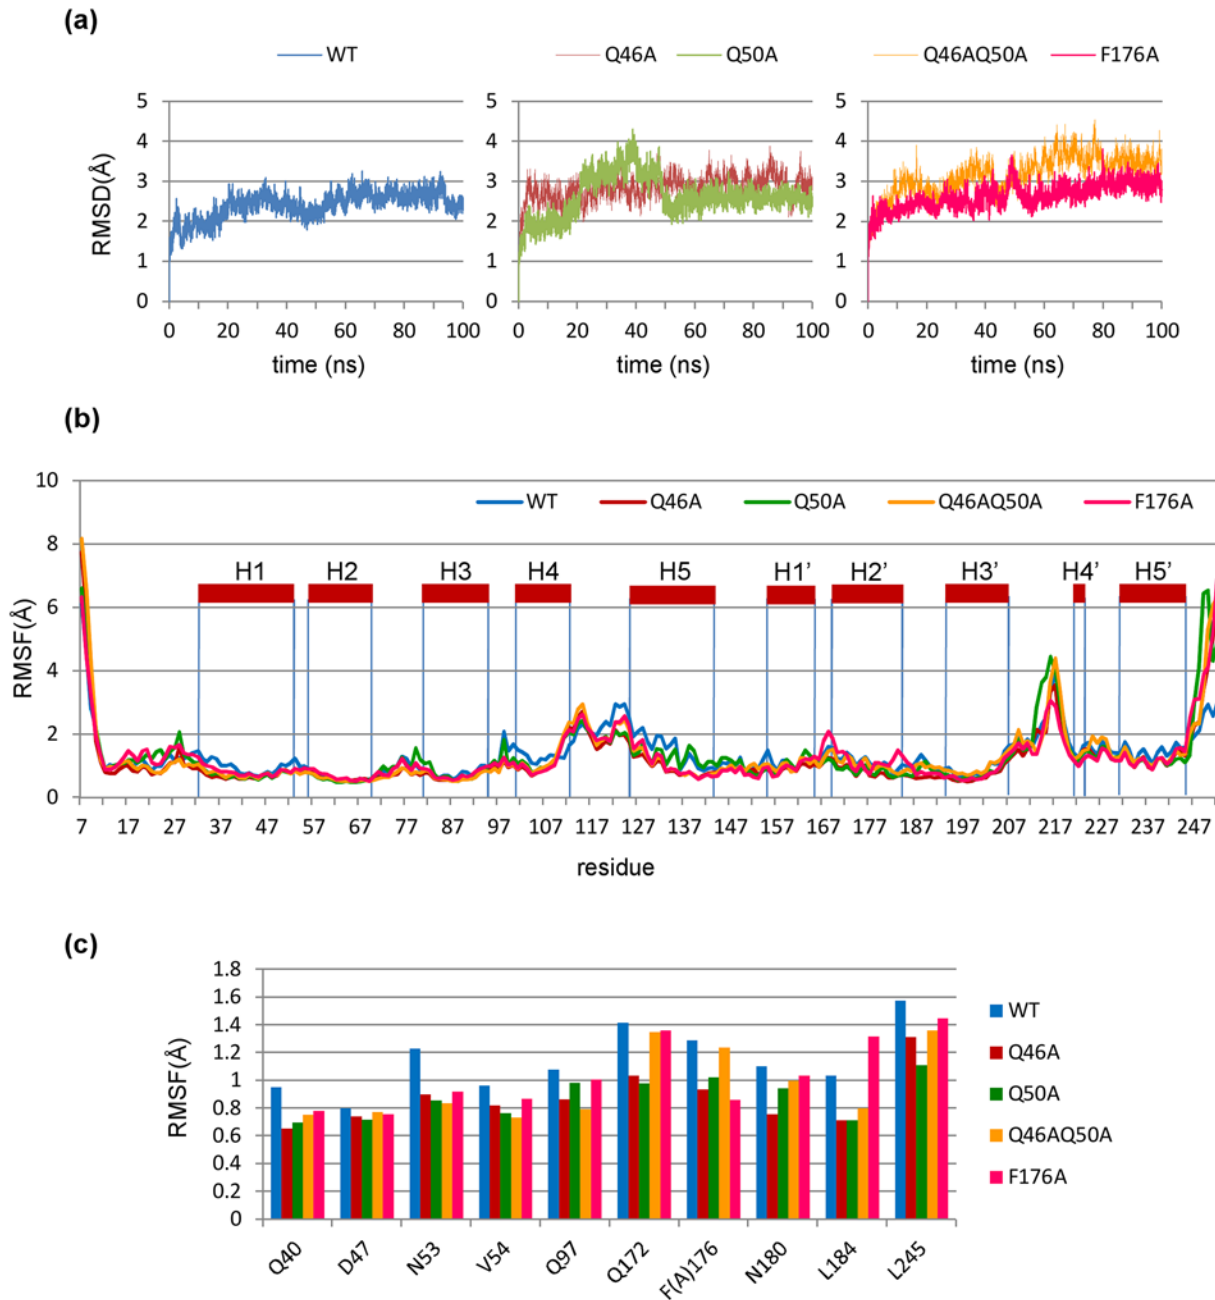 (a)
WT
Q46A Q50A
Q46AQ50A F176A
5 5 5
4 4 4
3 3 3
2 2 2
1 1 1
0 0 0
RMSD(Å)
0 20 40 60 80 100 0 20 40 60 80 100 0 20 40 60 80 100
time (ns) time (ns) time (ns)
(b)
10
8
6
4
2
0
RMSF(Å)
WT Q46A Q50A Q46AQ50A F176A
H1 H2 H3 H4 H5 H1’ H2’ H3’ H4’ H5’
7 17 27 37 47 57 67 77 87 97 107 117 127 137 147 157 167 177 187 197 207 217 227 237 247
residue
(c)
1.8
1.6
1.4
1.2
1
0.8
0.6
0.4
0.2
0
RMSF(Å)
WT
Q46A
Q50A
Q46AQ50A
F176A
Q40 D47 N53 V54 Q97 Q172 F(A)176 N180 L184 L245